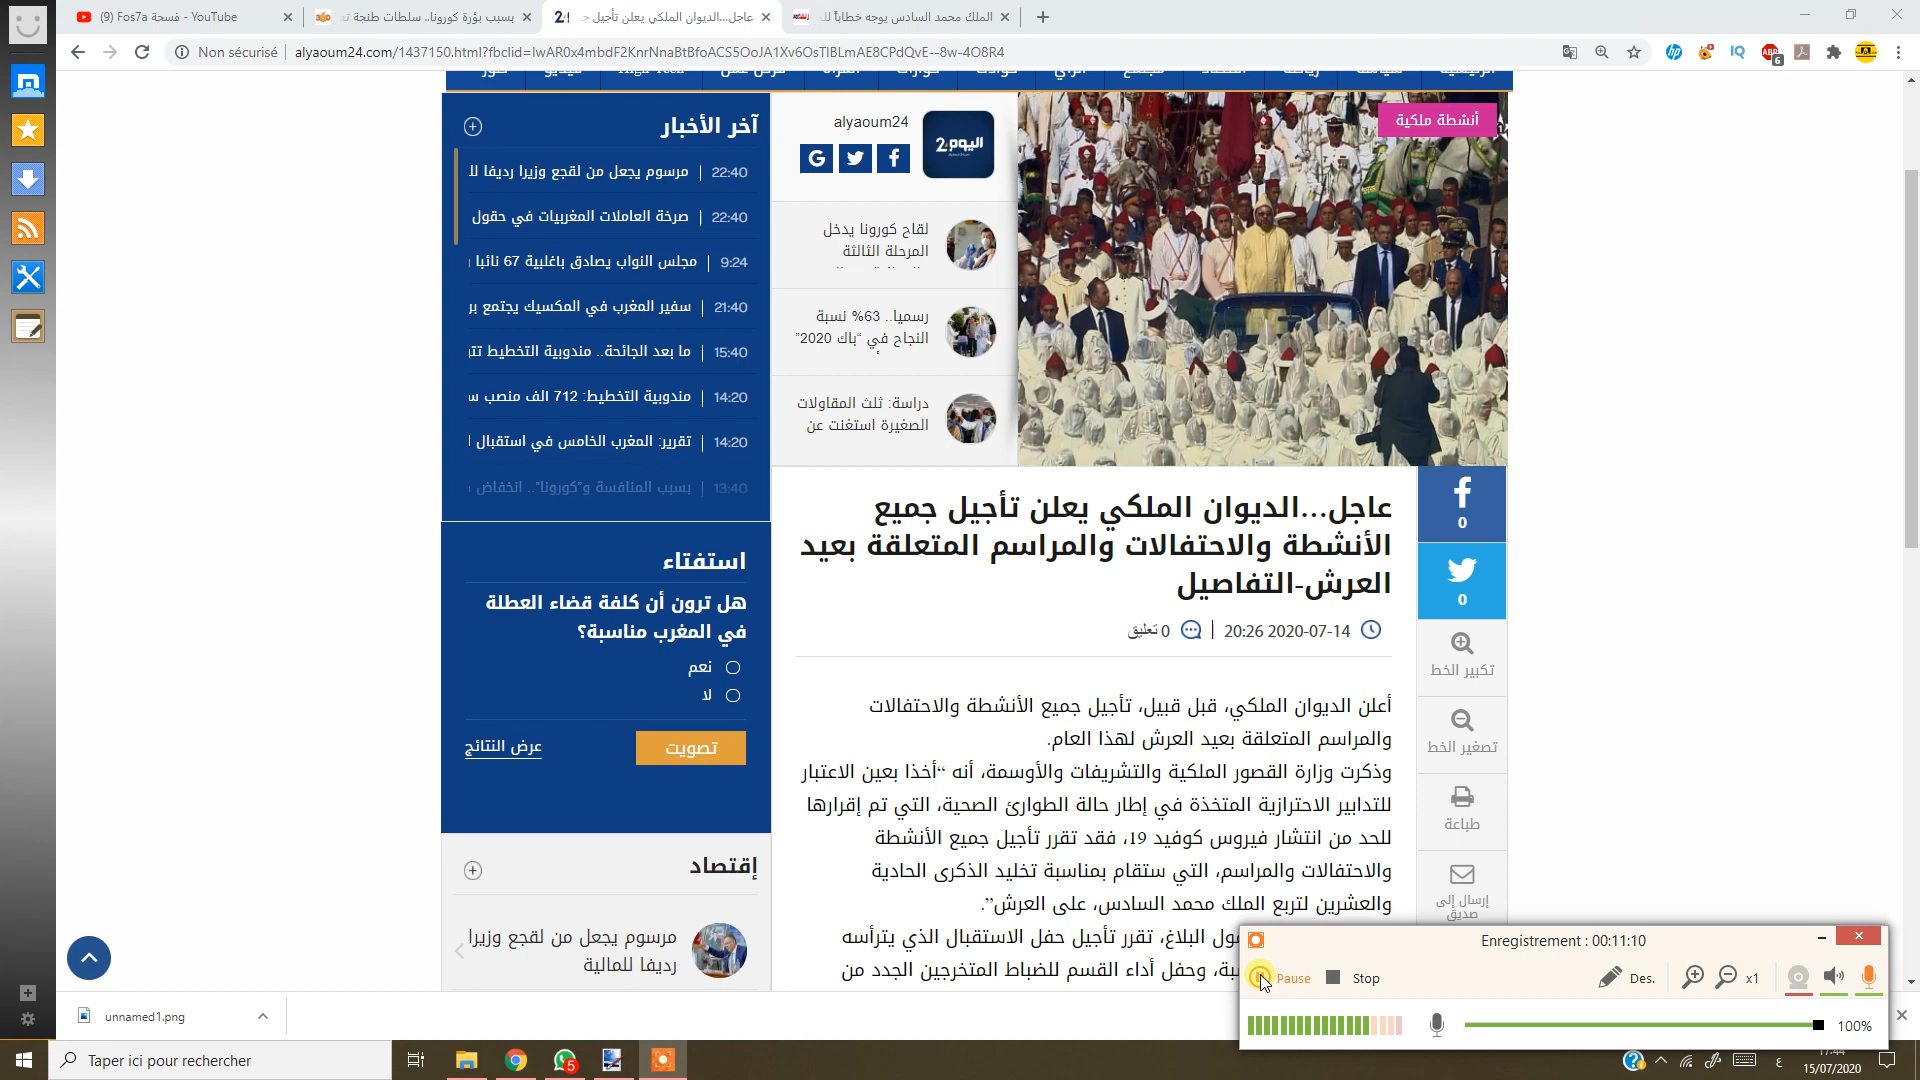 (9) Fos7a فسحة - YouTube
بسبب بؤرة كورونا.. سلطات طنجة تع
عاجل...الديوان الملكي يعلن تأجيل ج
الملك محمد السادس يوجه خطاباً لل
Non sécurisé
alyaoum24.com/1437150.html?fbclid=IwAR0x4mbdF2KnrNnaBtBfoACS5OoJA1Xv6OsTlBLmAE8CPdQvE--8w-4O8R4
أنشطة ملكية
alyaoum24
اليوم24
لقاح كورونا يدخل
المرحلة الثالثة
رسميا.. 63% نسبة
النجاح في “باك 2020”
دراسة: ثلث المقاولات
الصغيرة استغنت عن
آخر الأخبار
22:40 | مرسوم يجعل من لقجع وزيرا رديفا لل
22:40 | صرخة العاملات المغربيات في حقول
9:24 | مجلس النواب يصادق باغلبية 67 نائبا
21:40 | سفير المغرب في المكسيك يجتمع بر
15:40 | ما بعد الجائحة.. مندوبية التخطيط تتو
14:20 | مندوبية التخطيط: 712 الف منصب س
14:20 | تقرير: المغرب الخامس في استقبال ا
13:40 | بسبب المنافسة و"كورونا".. انخفاض
عاجل...الديوان الملكي يعلن تأجيل جميع
الأنشطة والاحتفالات والمراسم المتعلقة بعيد
العرش-التفاصيل
20:26 2020-07-14 | 0 تعليق
أعلن الديوان الملكي، قبل قبيل، تأجيل جميع الأنشطة والاحتفالات
والمراسم المتعلقة بعيد العرش لهذا العام.
وذكرت وزارة القصور الملكية والتشريفات والأوسمة، أنه “أخذا بعين الاعتبار
للتدابير الاحترازية المتخذة في إطار حالة الطوارئ الصحية، التي تم إقرارها
للحد من انتشار فيروس كوفيد 19، فقد تقرر تأجيل جميع الأنشطة
والاحتفالات والمراسم، التي ستقام بمناسبة تخليد الذكرى الحادية
والعشرين لتربع الملك محمد السادس، على العرش”.
البلاغ، تقرر تأجيل حفل الاستقبال الذي يترأسه
وحفل أداء القسم للضباط المتخرجين الجدد من
0
0
تكبير الخط
تصغير الخط
طباعة
إرسال إلى
صديق
استفتاء
هل ترون أن كلفة قضاء العطلة
في المغرب مناسبة؟
نعم
لا
تصويت
عرض النتائج
إقتصاد
مرسوم يجعل من لقجع وزيرا
رديفا للمالية
Enregistrement : 00:11:10
Pause
Stop
Des.
x1
100%
unnamed1.png
Taper ici pour rechercher
5
17:44
15/07/2020